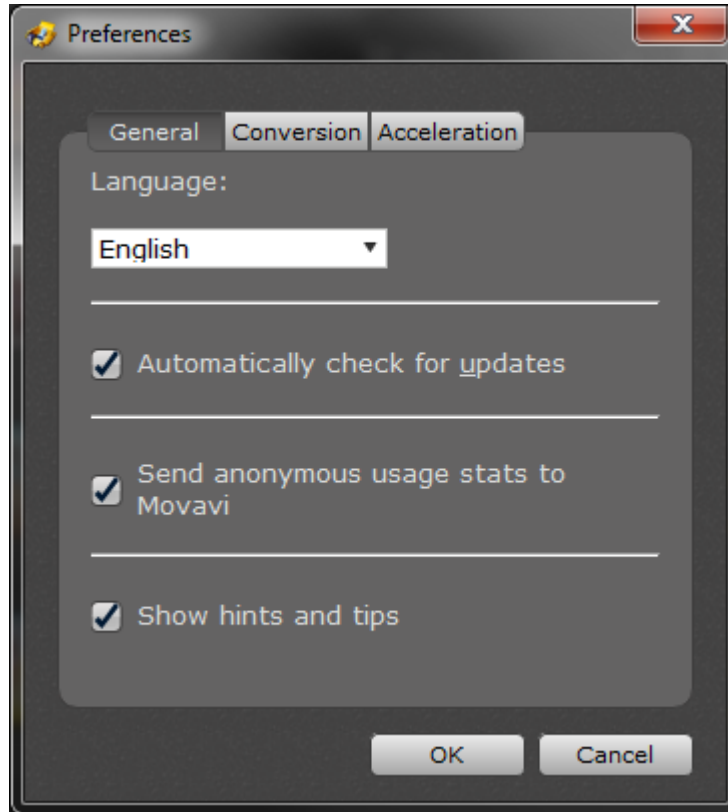 Preferences
General Conversion Acceleration
Language:
English
Automatically check for updates
Send anonymous usage stats to
Movavi
Show hints and tips
OK Cancel